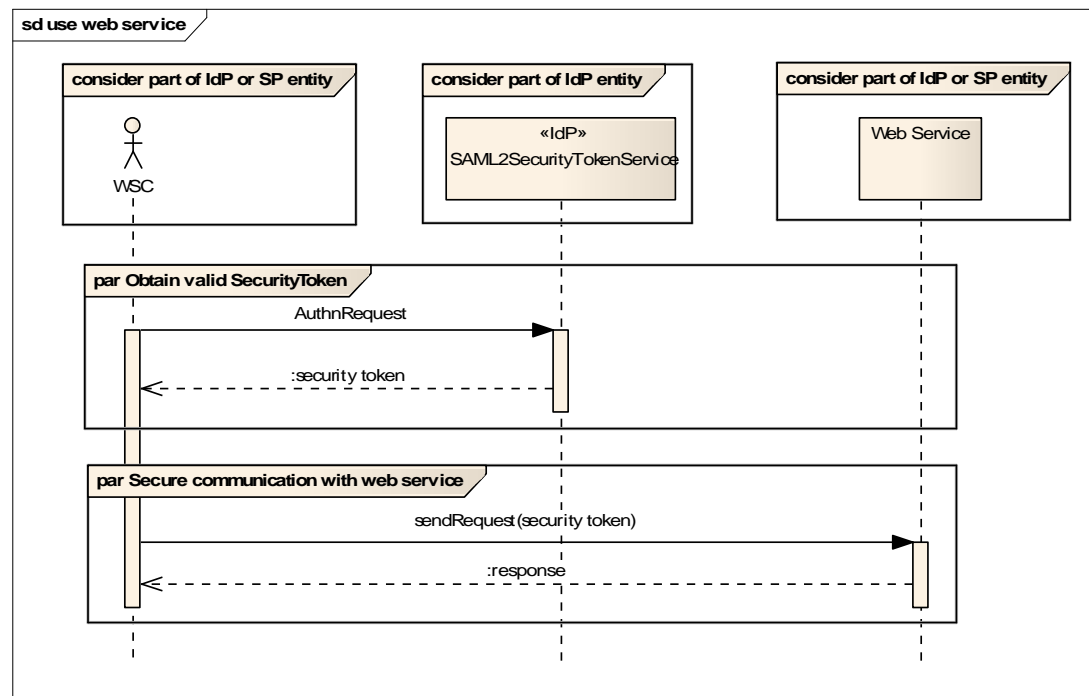 sd use web service
consider part of IdP or SP entity
consider part of IdP entity
consider part of IdP or SP entity
«IdP»
SAML2SecurityTokenService
Web Service
WSC
par Obtain valid SecurityToken
AuthnRequest
:security token
par Secure communication with web service
sendRequest(security token)
:response